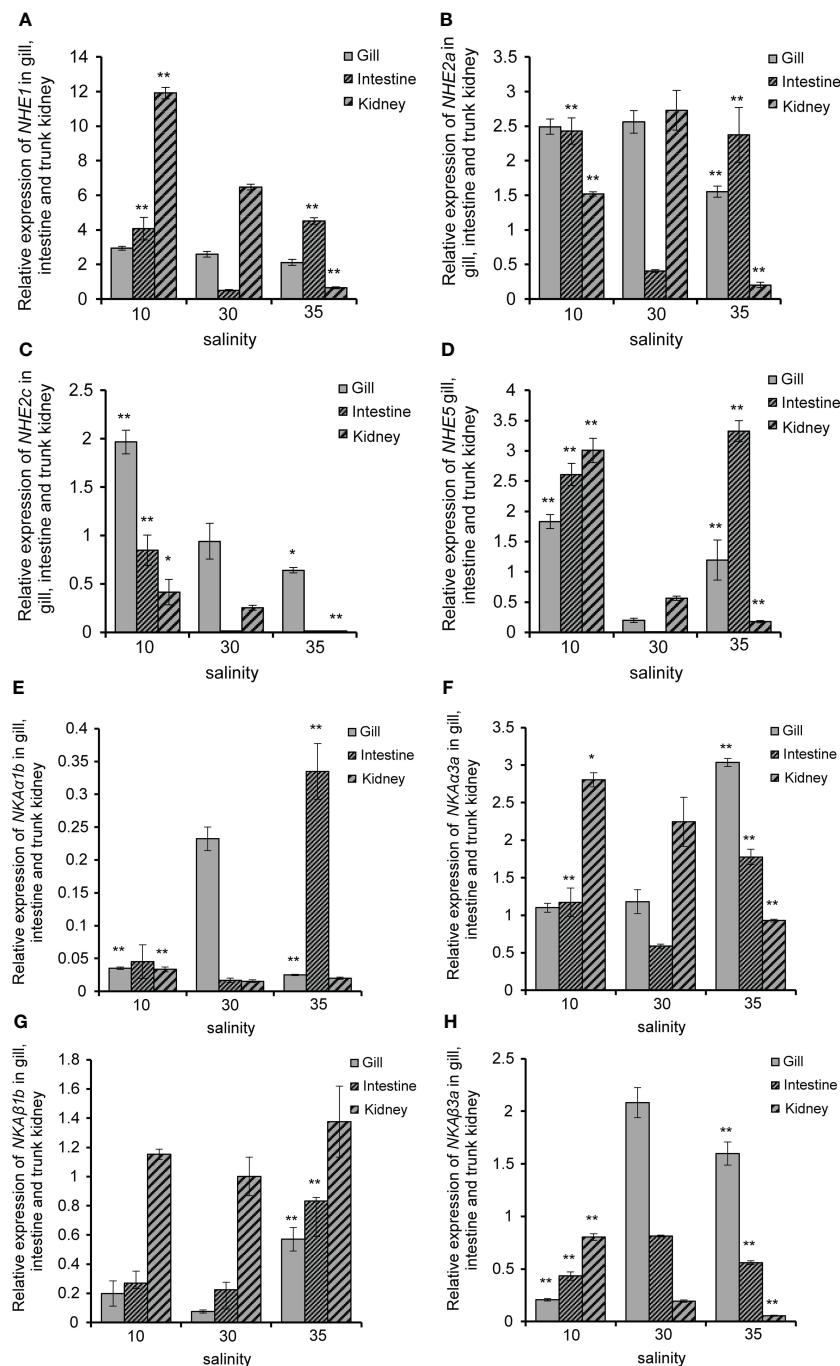 A
Relative expression of NHE1 in gill,
intestine and trunk kidney
14
12
10
8
6
4
2
0
** ** ** **
10 30 35
salinity
Gill
Intestine
Kidney
B
Relative expression of NHE2a in
gill, intestine and trunk kidney
3.5
3
2.5
2
1.5
1
0.5
0
** ** ** ** **
10 30 35
salinity
Gill
Intestine
Kidney
C
Relative expression of NHE2c in
gill, intestine and trunk kidney
2.5
2
1.5
1
0.5
0
** ** * * **
10 30 35
salinity
Gill
Intestine
Kidney
D
Relative expression of NHE5 gill,
intestine and trunk kidney
4
3.5
3
2.5
2
1.5
1
0.5
0
** ** ** ** ** **
10 30 35
salinity
Gill
Intestine
Kidney
E
Relative expression of NKAα1b in gill,
intestine and trunk kidney
0.4
0.35
0.3
0.25
0.2
0.15
0.1
0.05
0
** ** ** **
10 30 35
salinity
Gill
Intestine
Kidney
F
Relative expression of NKAα3a in gill,
intestine and trunk kidney
3.5
3
2.5
2
1.5
1
0.5
0
** * ** ** **
10 30 35
salinity
Gill
Intestine
Kidney
G
Relative expression of NKAβ1b in gill,
intestine and trunk kidney
1.8
1.6
1.4
1.2
1
0.8
0.6
0.4
0.2
0
** **
10 30 35
salinity
Gill
Intestine
Kidney
H
Relative expression of NKAβ3a in gill,
intestine and trunk kidney
2.5
2
1.5
1
0.5
0
** ** ** ** ** **
10 30 35
salinity
Gill
Intestine
Kidney